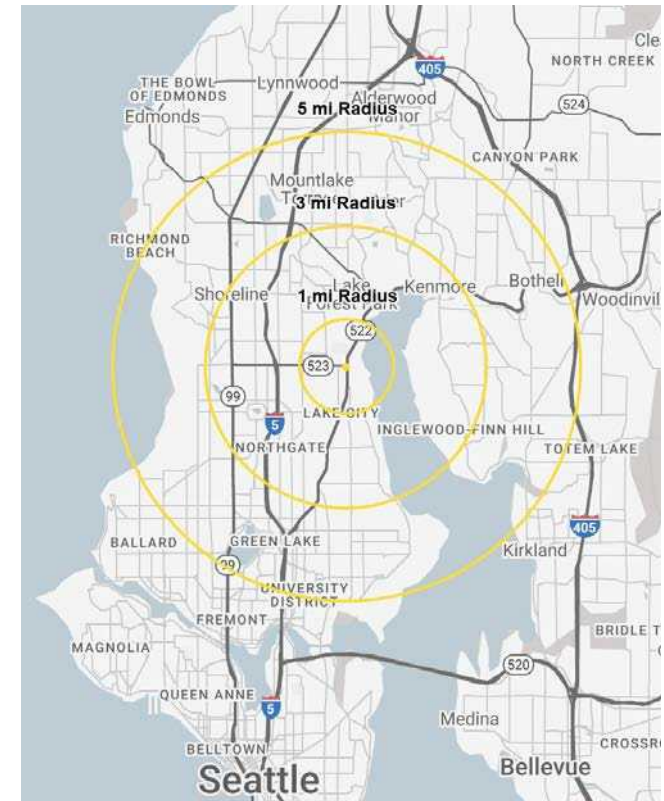 Cle
405
NORTH CREEK
THE BOWL
OF EDMONDS
Lynnwood
Alderwood
Manor
524
Edmonds
5 mi Radius
CANYON PARK
Mountlake
3 mi Radius
RICHMOND
BEACH
Shoreline
Lake
Forest Park
Kenmore
Bothell
Woodinvil
1 mi Radius
522
523
99
LAKE CITY
5
INGLEWOOD-FINN HILL
NORTHGATE
TOTEM LAKE
405
BALLARD
GREEN LAKE
Kirkland
99
UNIVERSITY
DISTRICT
FREMONT
BRIDLE T
MAGNOLIA
520
QUEEN ANNE
5
Medina
CROSSRO
BELLTOWN
Bellevue
Seattle